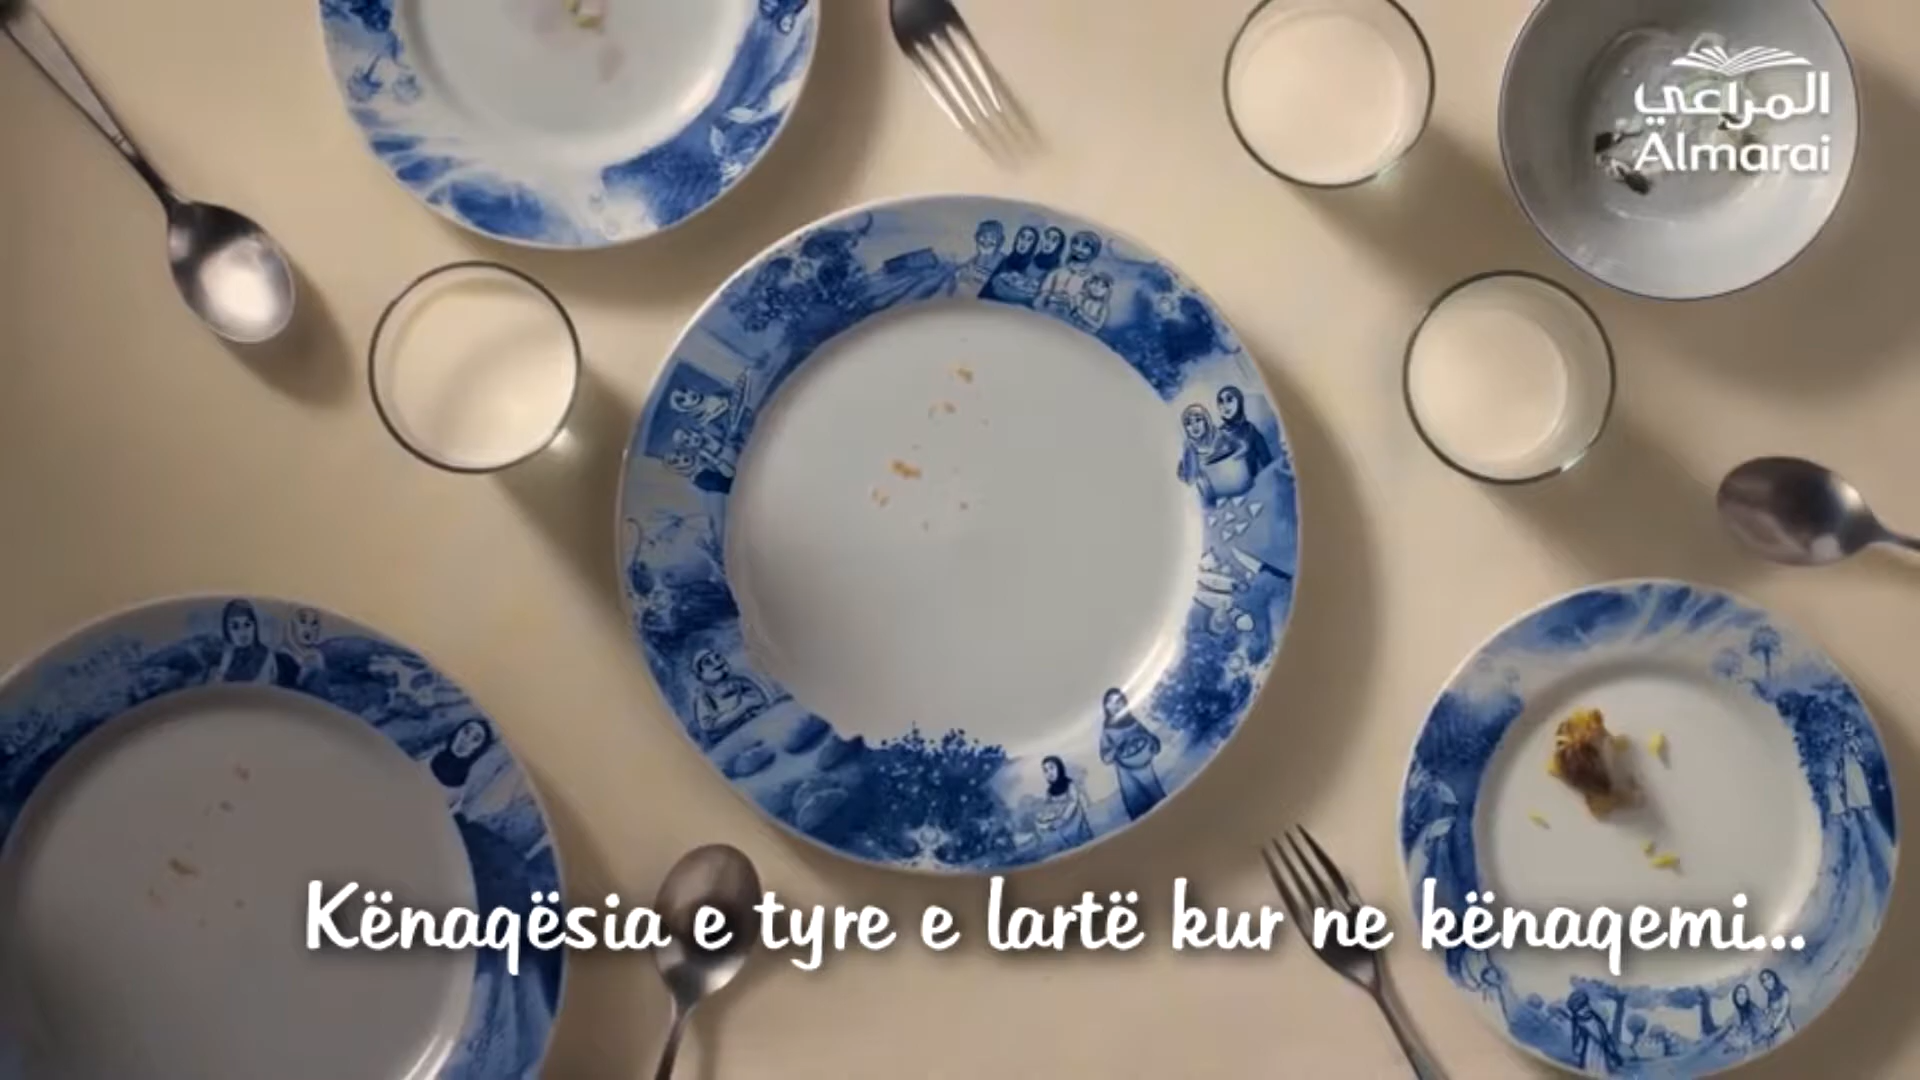 المراعي
Almarai
Kënaqësia e tyre e lartë kur ne kënaqemi...